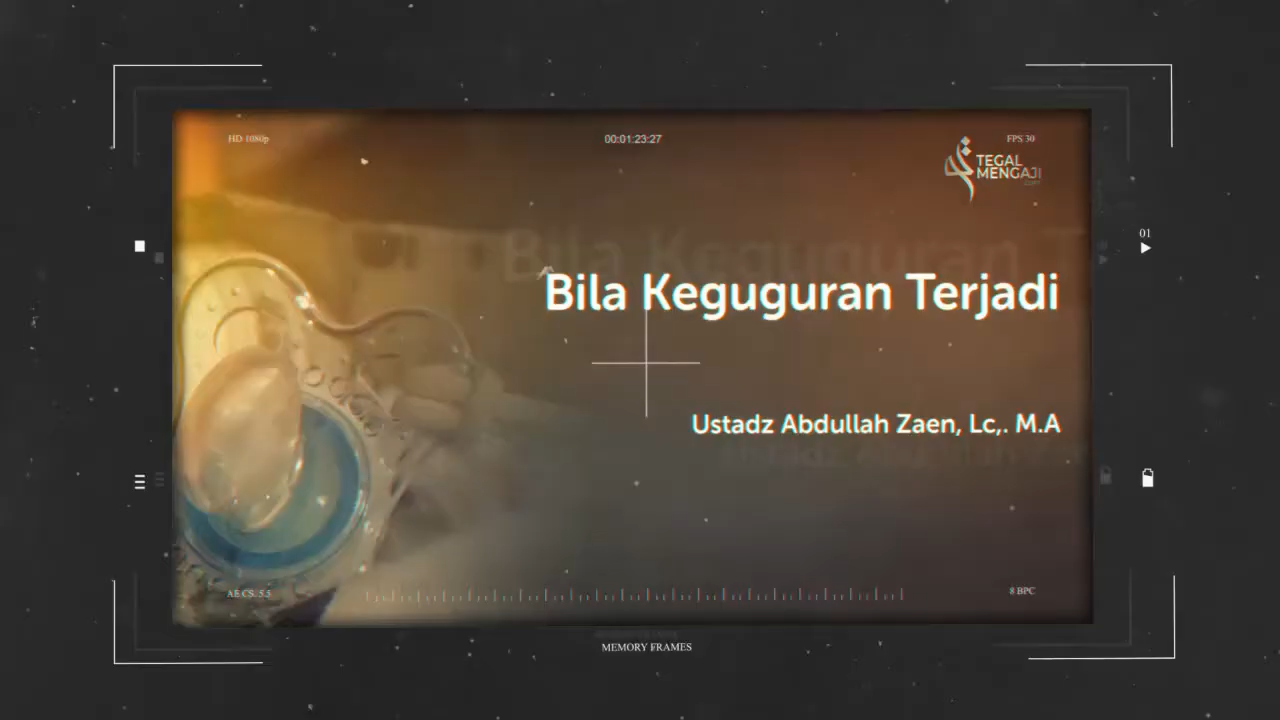 HD 1080p
00:01:23:27
FPS 30
TEGAL
MENGAJI
01
Bila Keguguran Terjadi
Ustadz Abdullah Zaen, Lc,. M.A
AE CS. 5.5
8 BPC
MEMORY FRAMES